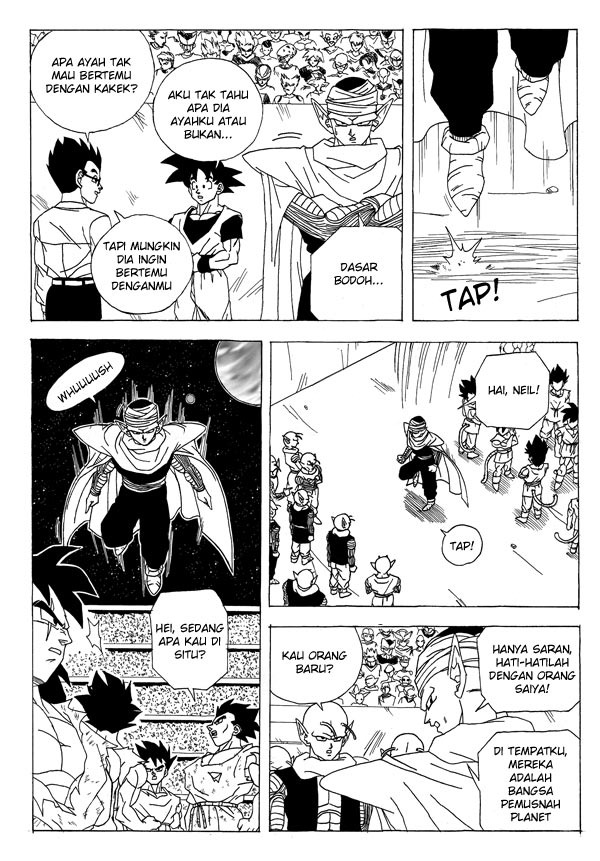 APA AYAH TAK
MAU BERTEMU
DENGAN KAKEK?
AKU TAK TAHU
APA DIA
AYAHKU ATAU
BUKAN...
TAPI MUNGKIN
DIA INGIN
BERTEMU
DENGANMU
DASAR
BODOH...
TAP!
WHUUUUSH
HEI, SEDANG
APA KAU DI
SITU?
HAI, NEIL!
TAP!
KAU ORANG
BARU?
HANYA SARAN,
HATI-HATILAH
DENGAN ORANG
SAIYA!
DI TEMPATKU,
MEREKA
ADALAH
BANGSA
PEMUSNAH
PLANET